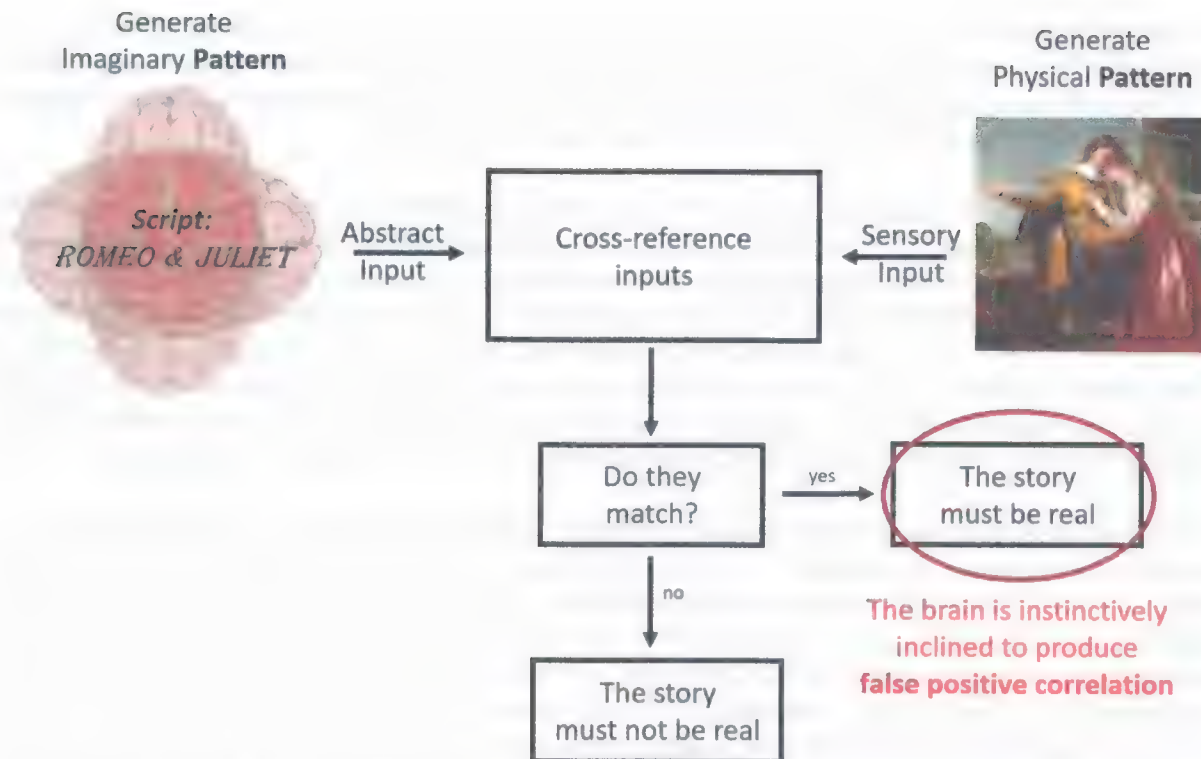 Generate
Imaginary Pattern
Generate
Physical Pattern
Script:
ROMEO & JULIET
Abstract
Input
Cross-reference
inputs
Sensory
Input
Do they
match?
yes
The story
must be real
no
The brain is instinctively
inclined to produce
false positive correlation
The story
must not be real